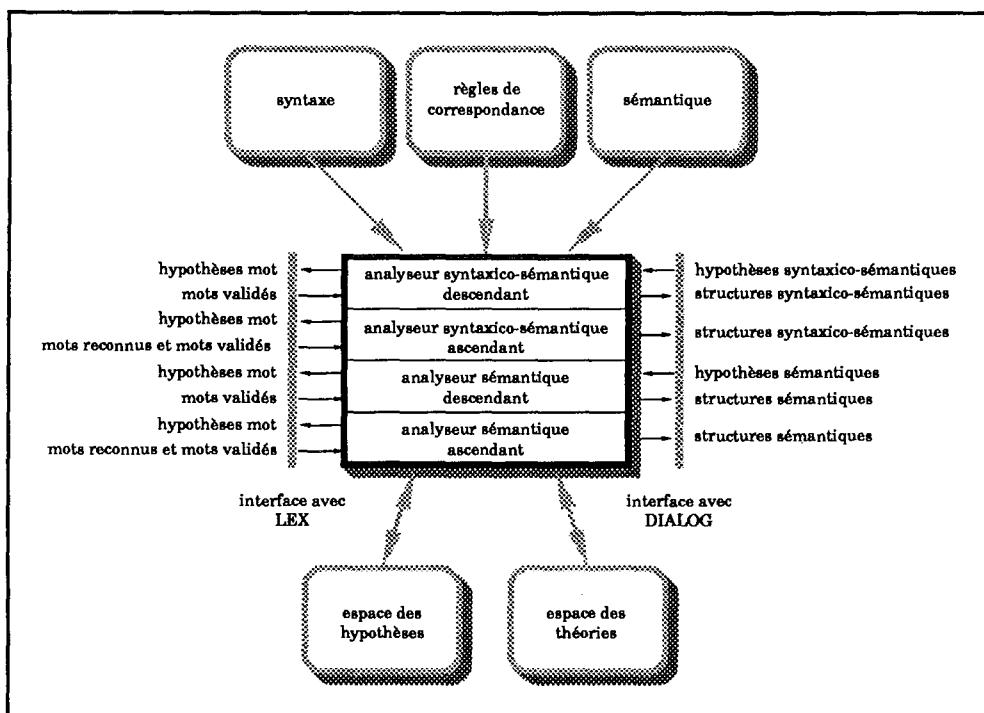 syntaxe
règles de
correspondance
sémantique
hypothèses mot
mots validés
hypothèses mot
mots reconnus et mots validés
hypothèses mot
mots validés
hypothèses mot
mots reconnus et mots validés
analyseur syntaxico-sémantique
descendant
analyseur syntaxico-sémantique
ascendant
analyseur sémantique
descendant
analyseur sémantique
ascendant
hypothèses syntaxico-sémantiques
structures syntaxico-sémantiques
structures syntaxico-sémantiques
hypothèses sémantiques
structures sémantiques
structures sémantiques
interface avec
LEX
interface avec
DIALOG
espace des
hypothèses
espace des
théories